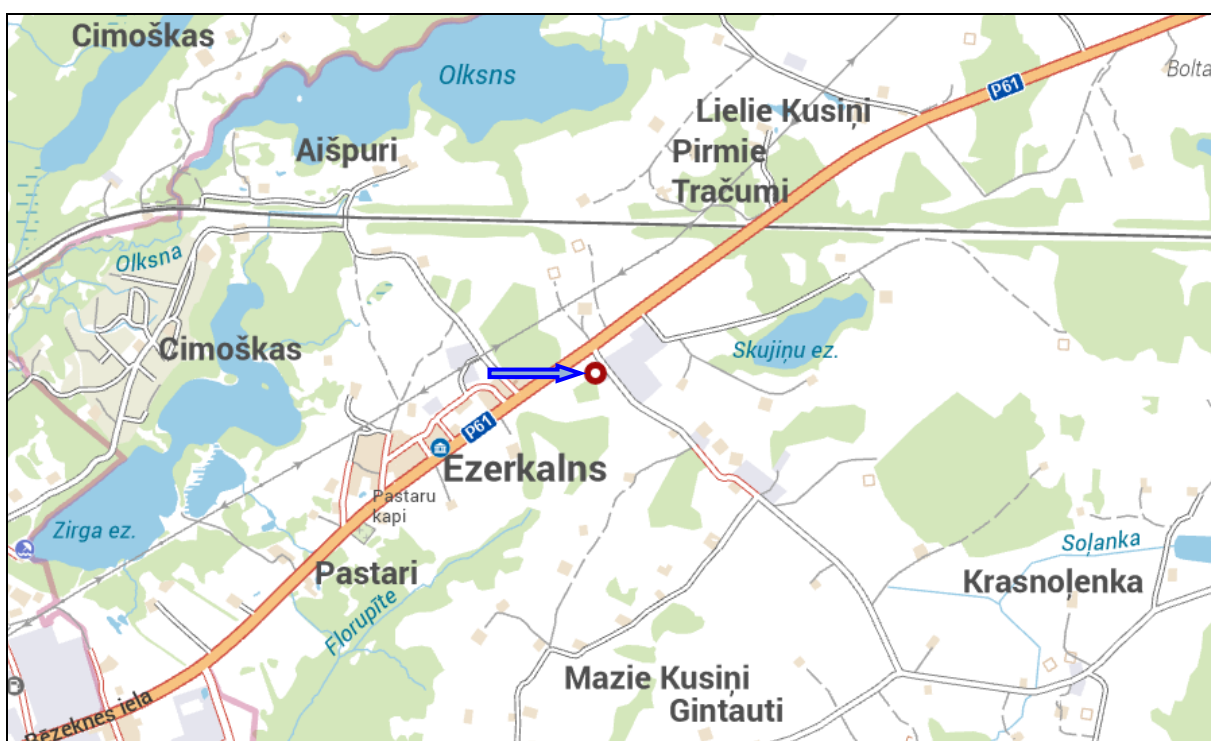 Cimoškas
Olksns
Bolta
P61
Lielie Kusiņi
Aišpuri
Pirmie
Tračumi
Olksna
Cimoškas
Skujiņu ez.
P61
Ezerkalns
Pastaru
kapi
Zirga ez.
Soļanka
Pastari
Krasnoļenka
Florupīte
Mazie Kusiņi
Gintauti
Rēzeknes iela